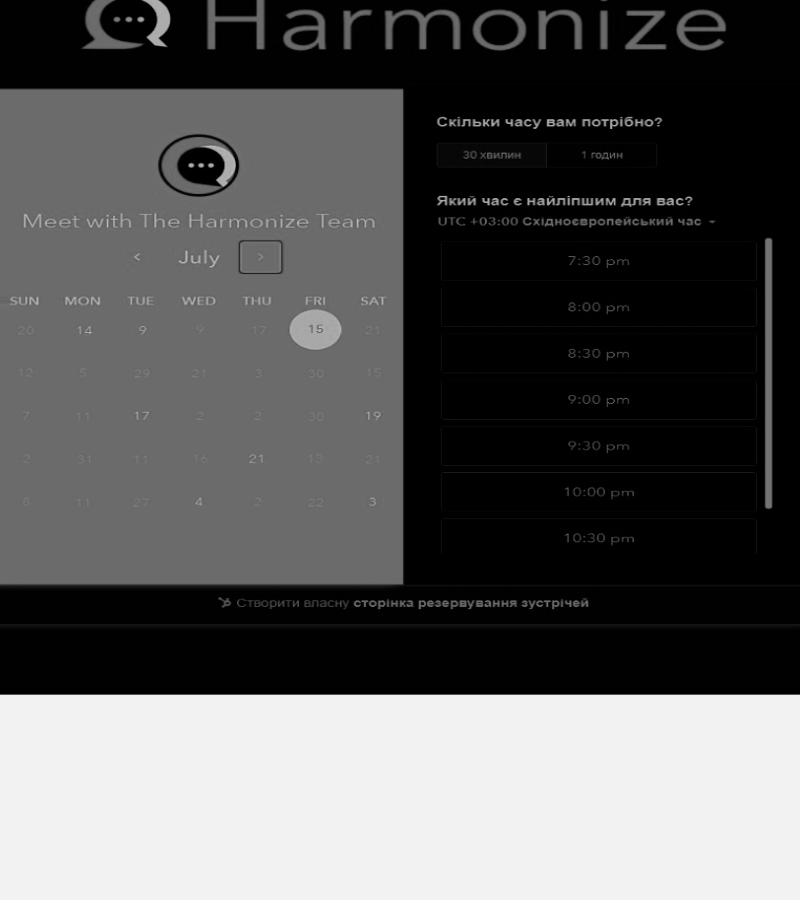 Harmonize
Meet with The Harmonize Team
< July >
SUN MON TUE WED THU FRI SAT
20 14 9 9 17 15 21
12 5 29 21 3 30 15
7 11 17 2 2 30 19
2 31 11 16 21 13 21
8 11 27 4 2 22 3
Скільки часу вам потрібно?
30 хвилин 1 годин
Який час є найліпшим для вас?
UTC +03:00 Східноєвропейський час
7:30 pm
8:00 pm
8:30 pm
9:00 pm
9:30 pm
10:00 pm
10:30 pm
Створити власну сторінка резервування зустрічей